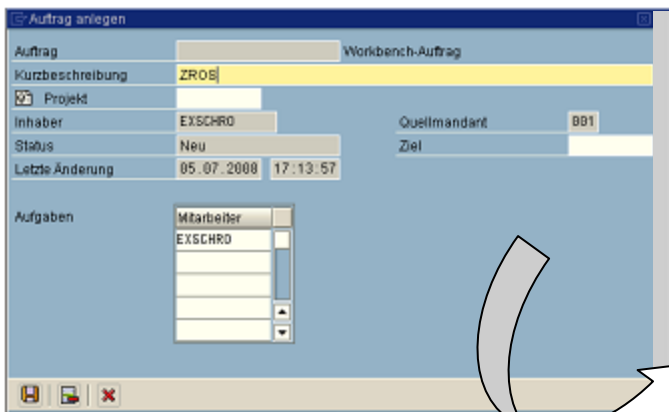 Auftrag anlegen
Auftrag Workbench-Auftrag
Kurzbeschreibung ZROS
Projekt
Inhaber EXSCHRO Quellmandant 001
Status Neu Ziel
Letzte Änderung 05.07.2008 17:13:57
Aufgaben Mitarbeiter
EXSCHRO